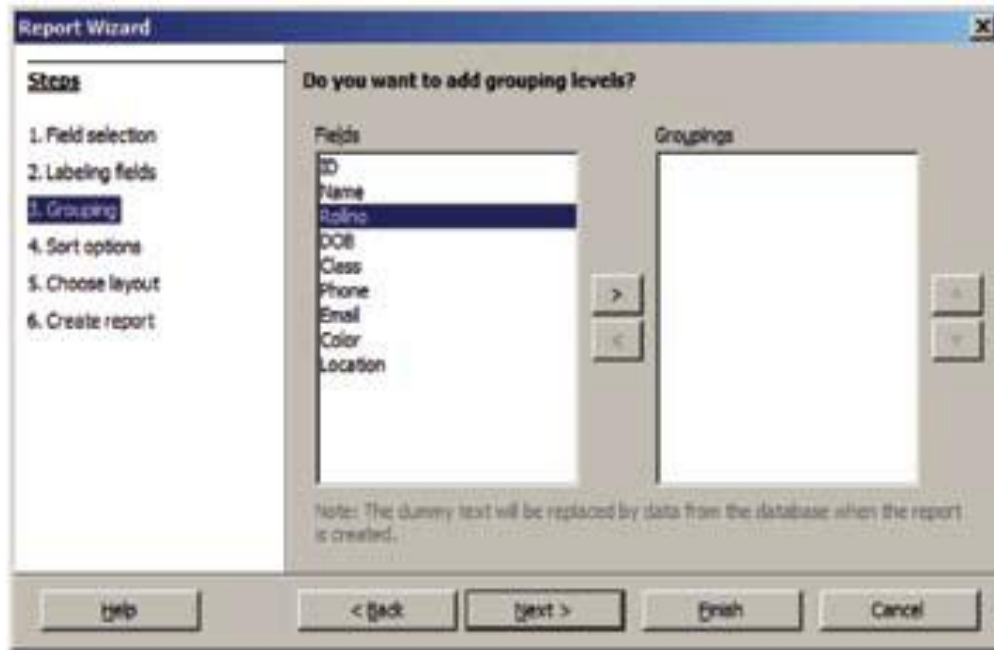 Report Wizard
Steps
1. Field selection
2. Labeling fields
3. Grouping
4. Sort options
5. Choose layout
6. Create report
Do you want to add grouping levels?
Fields
ID
Name
Rollno
DOB
Class
Phone
Email
Color
Location
>
<
Groupings
Note: The dummy text will be replaced by data from the database when the report
is created.
Help
< Back
Next >
Finish
Cancel